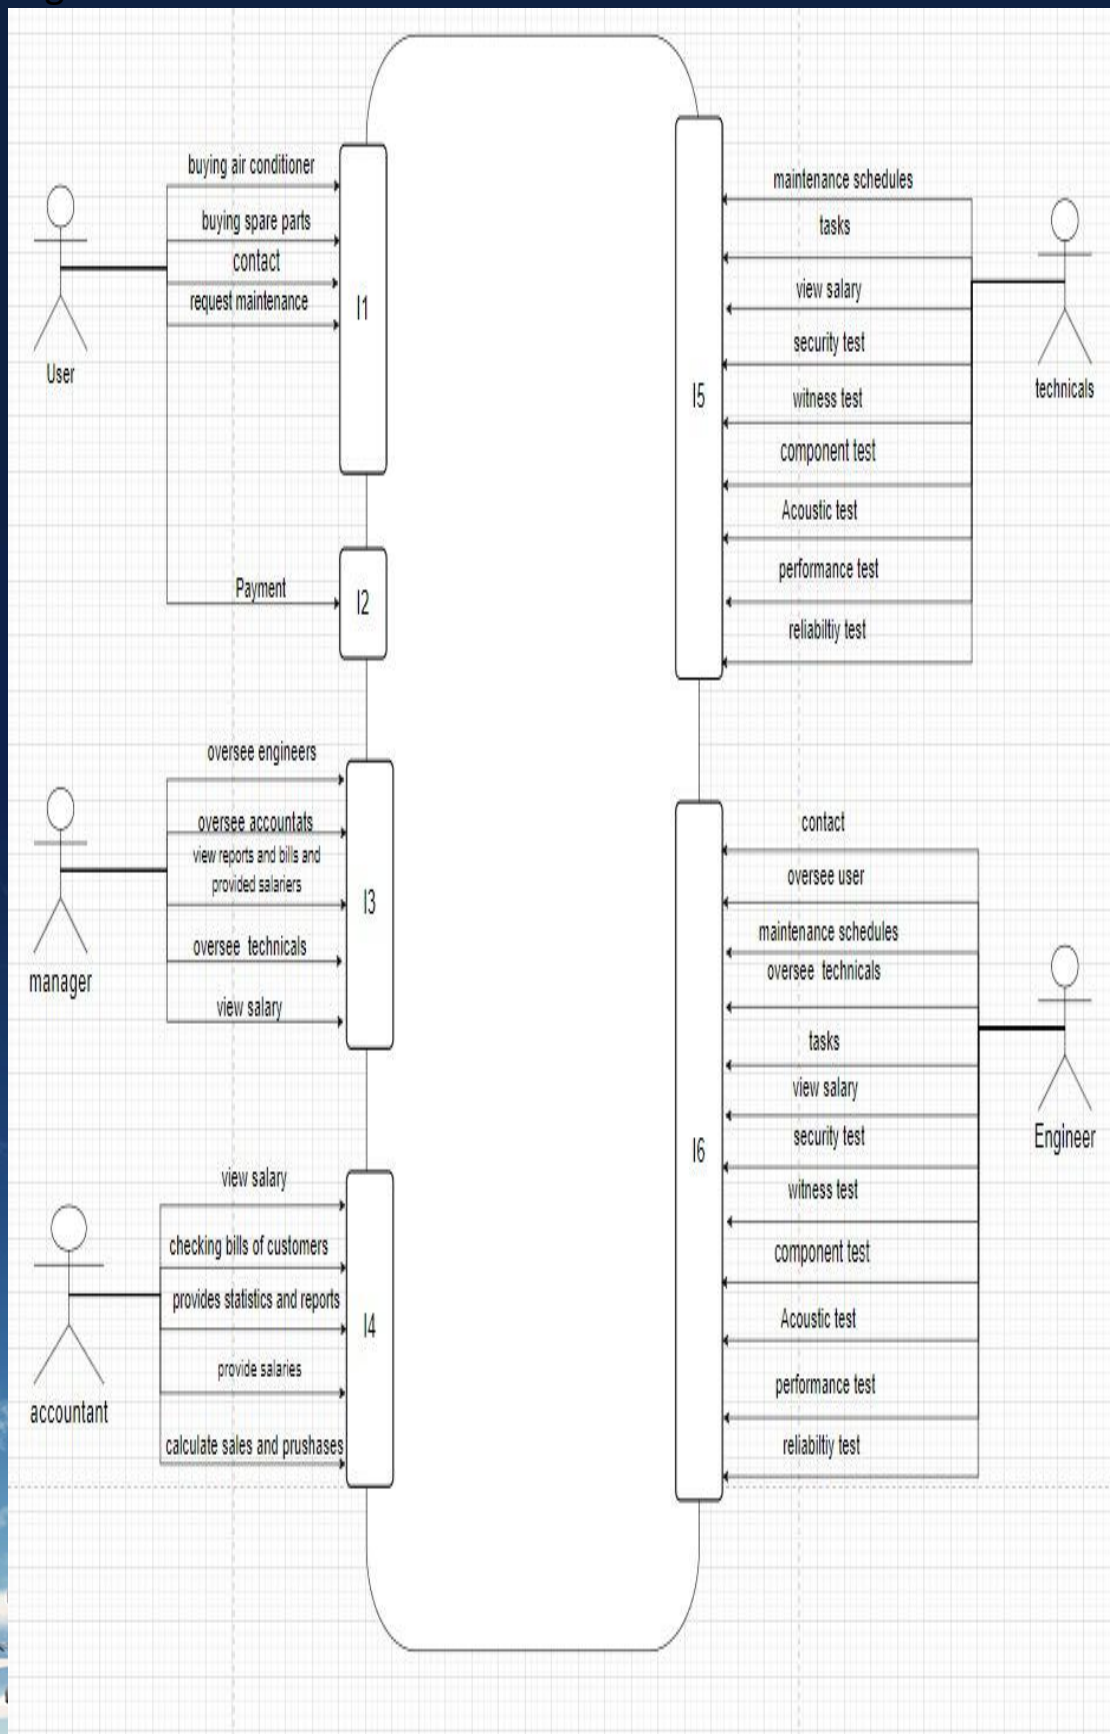 buying air conditioner
buying spare parts
contact
request maintenance
User
I1
Payment
I2
oversee engineers
oversee accountats
view reports and bills and
provided salariers
oversee technicals
view salary
manager
I3
view salary
checking bills of customers
provides statistics and reports
provide salaries
calculate sales and prushases
accountant
I4
maintenance schedules
tasks
view salary
security test
witness test
component test
Acoustic test
performance test
reliabiltiy test
technicals
I5
contact
oversee user
maintenance schedules
oversee technicals
tasks
view salary
security test
witness test
component test
Acoustic test
performance test
reliabiltiy test
Engineer
I6